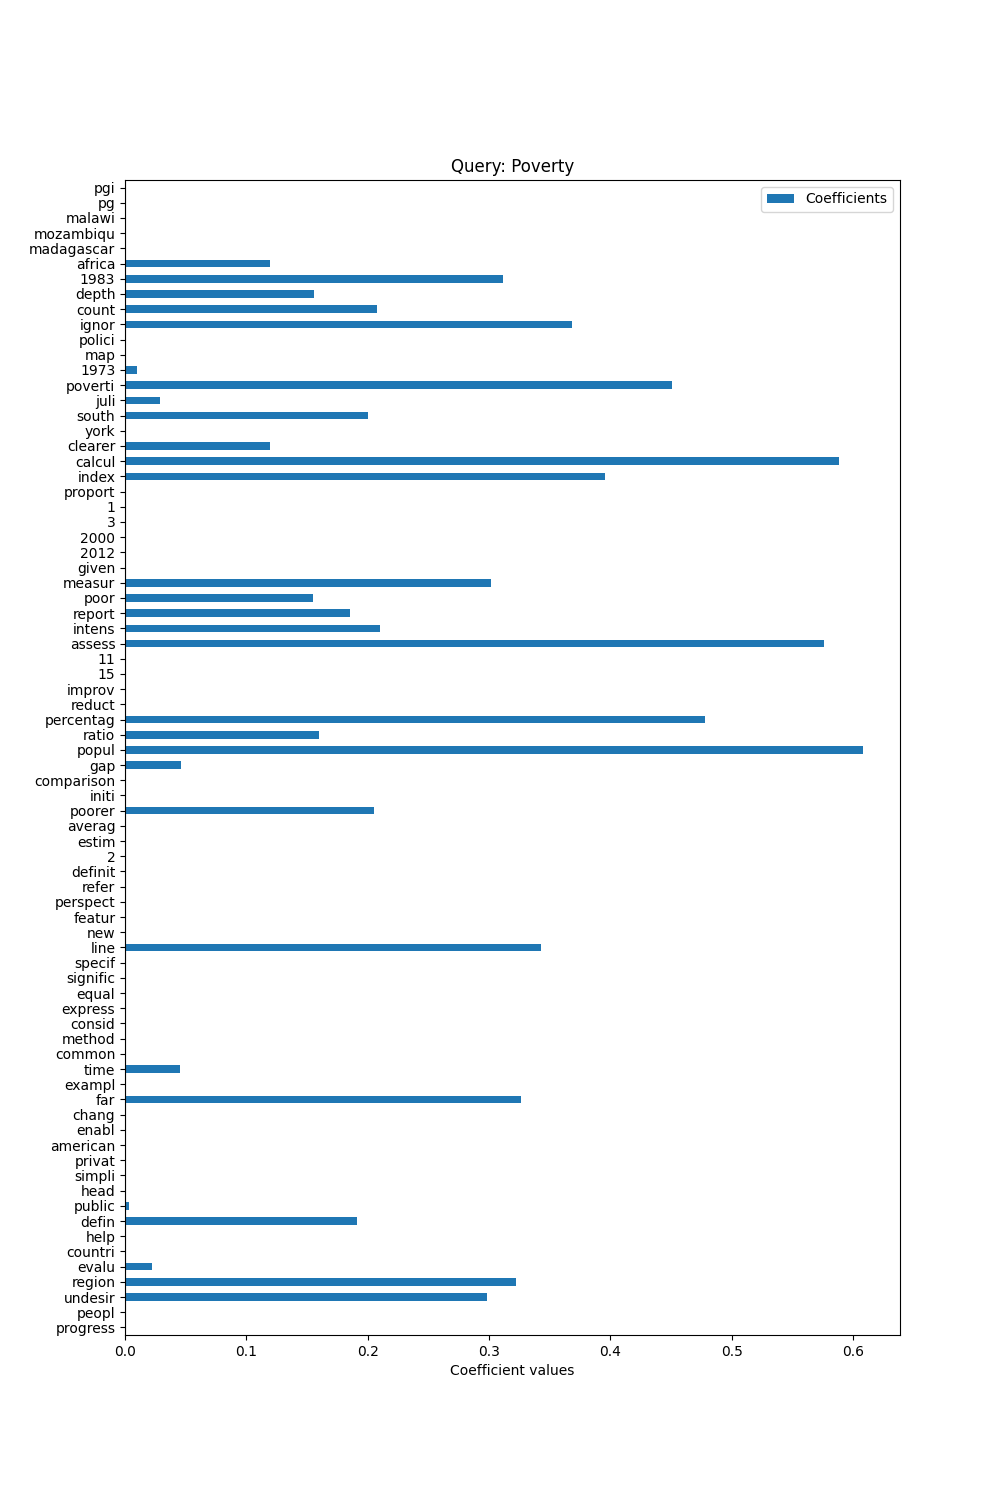 Query: Poverty
Coefficients
pgi
pg
malawi
mozambiqu
madagascar
africa
1983
depth
count
ignor
polici
map
1973
poverti
juli
south
york
clearer
calcul
index
proport
1
3
2000
2012
given
measur
poor
report
intens
assess
11
15
improv
reduct
percentag
ratio
popul
gap
comparison
initi
poorer
averag
estim
2
definit
refer
perspect
featur
new
line
specif
signific
equal
express
consid
method
common
time
exampl
far
chang
enabl
american
privat
simpli
head
public
defin
help
countri
evalu
region
undesir
peopl
progress
0.0 0.1 0.2 0.3 0.4 0.5 0.6
Coefficient values